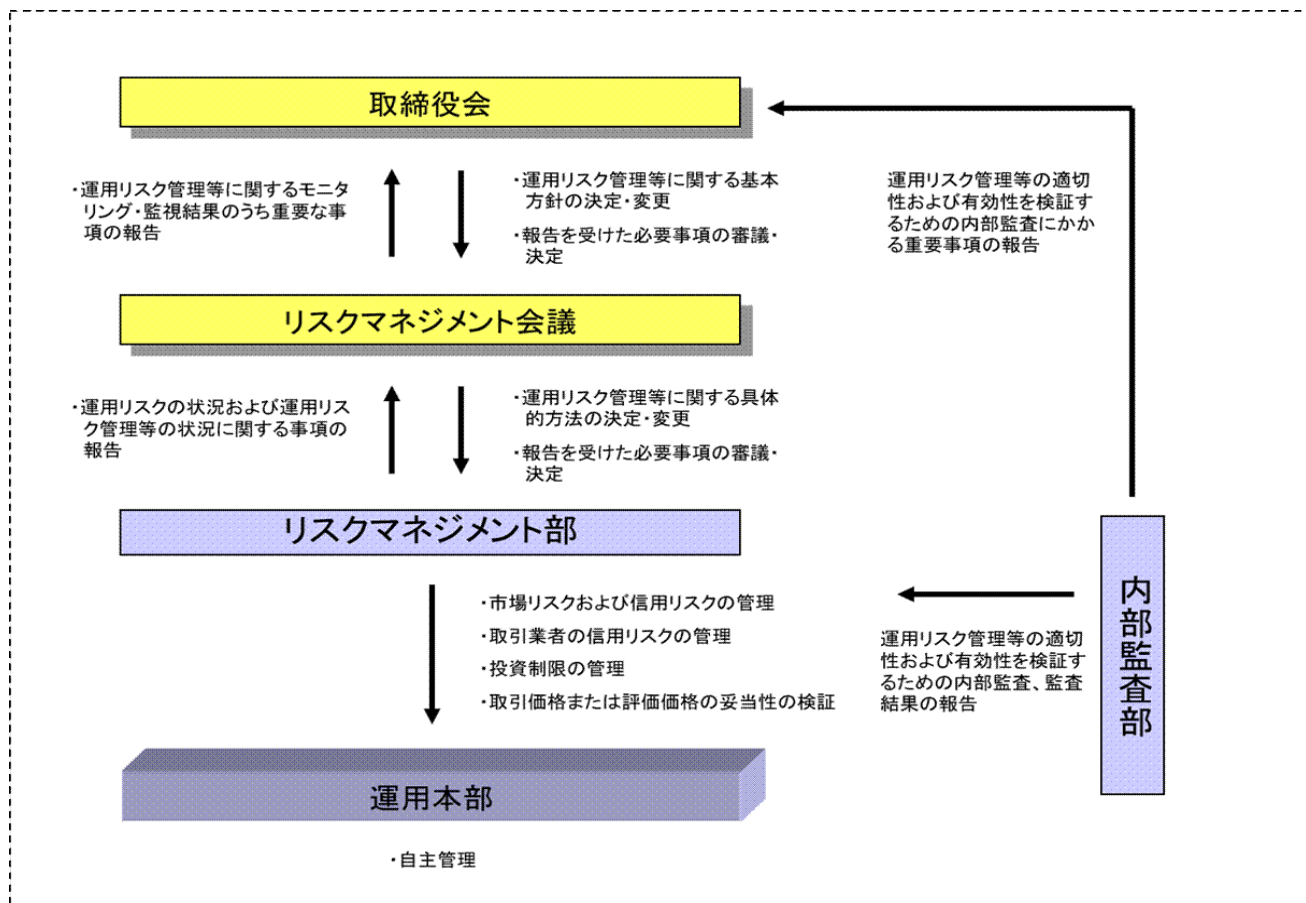 取締役会
・運用リスク管理等に関するモニタ
リング・監視結果のうち重要な事
項の報告
・運用リスク管理等に関する基本
方針の決定・変更
・報告を受けた必要事項の審議・
決定
運用リスク管理等の適切
性および有効性を検証す
るための内部監査にかか
る重要事項の報告
リスクマネジメント会議
・運用リスクの状況および運用リス
ク管理等の状況に関する事項の
報告
・運用リスク管理等に関する具体
的方法の決定・変更
・報告を受けた必要事項の審議・
決定
リスクマネジメント部
・市場リスクおよび信用リスクの管理
・取引業者の信用リスクの管理
・投資制限の管理
・取引価格または評価価格の妥当性の検証
運用リスク管理等の適切
性および有効性を検証す
るための内部監査、監査
結果の報告
内部監査部
運用本部
・自主管理